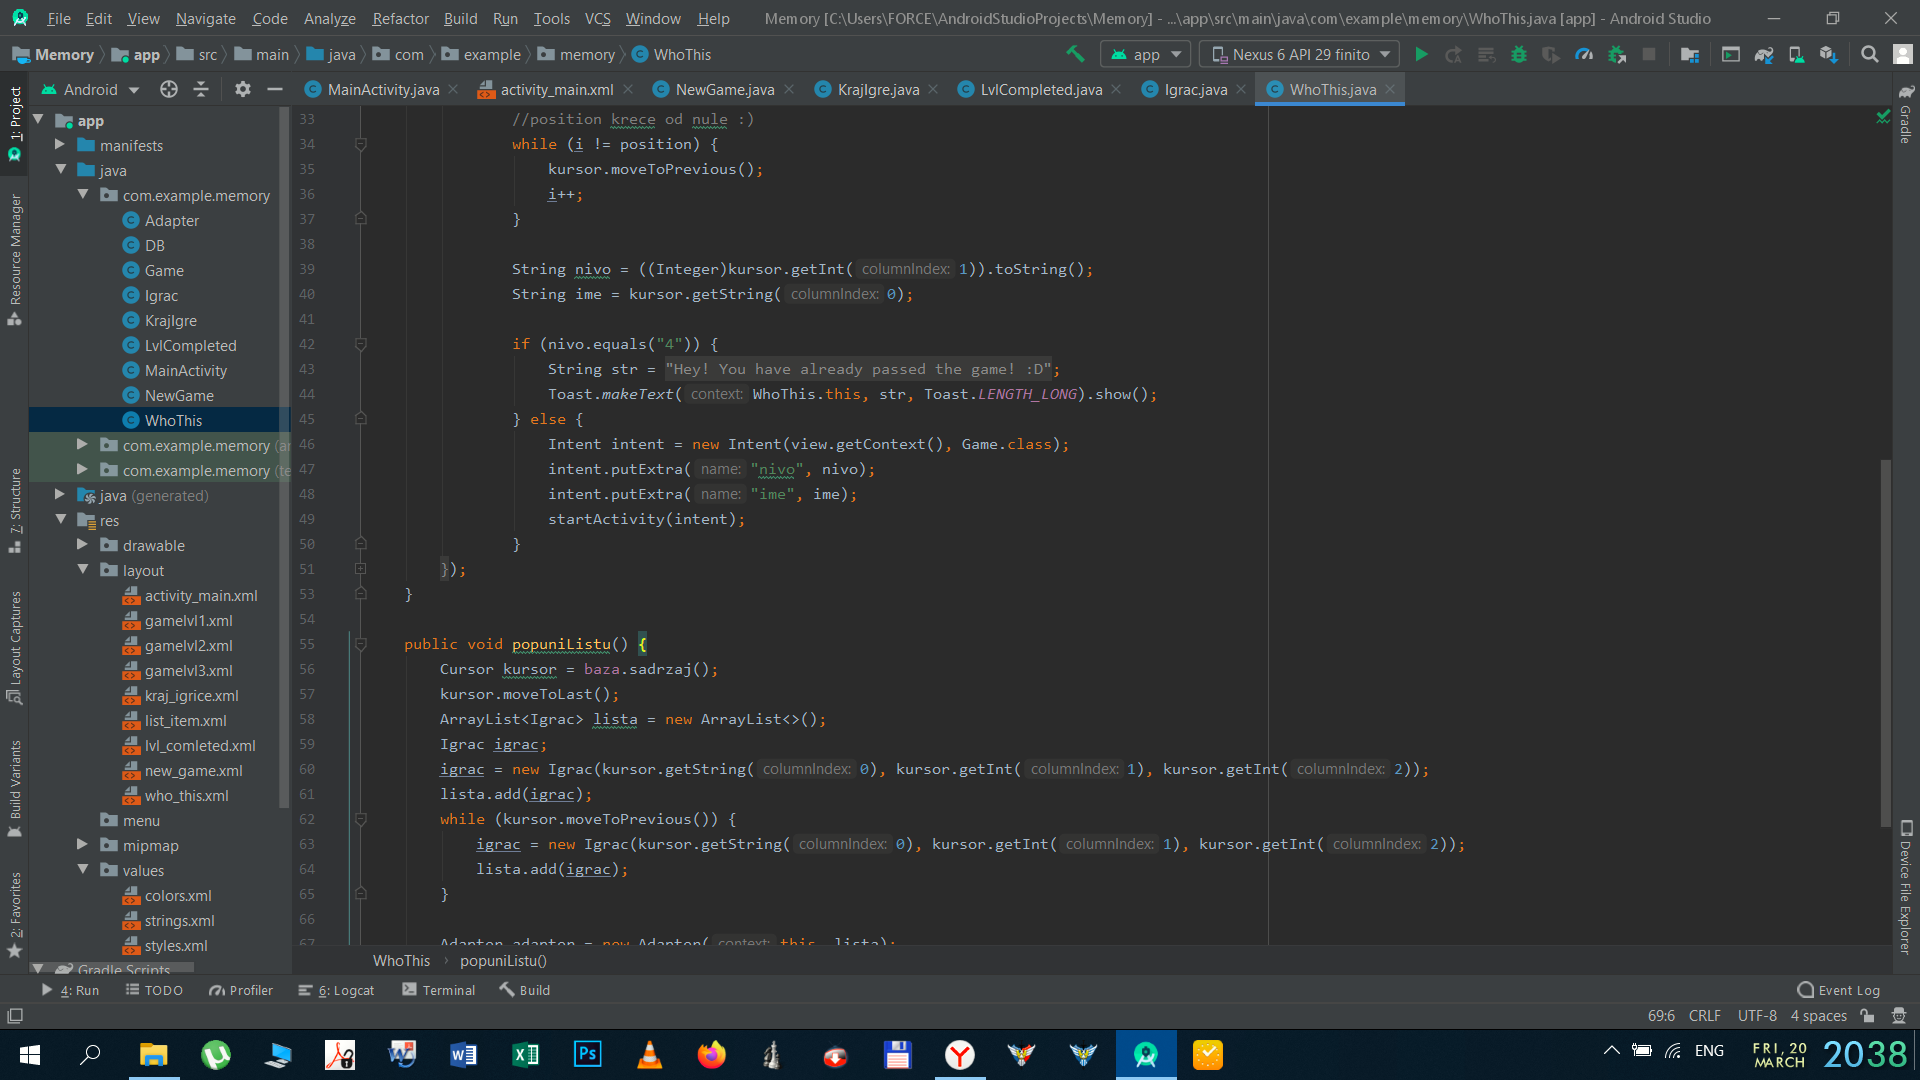 File Edit View Navigate Code Analyze Refactor Build Run Tools VCS Window Help Memory [C:\Users\FORCE\AndroidStudioProjects\Memory] - ...\app\src\main\java\com\example\memory\WhoThis.java [app] - Android Studio
Memory app src main java com example memory WhoThis app Nexus 6 API 29 finito
Android MainActivity.java activity_main.xml NewGame.java KrajIgre.java LvlCompleted.java Igrac.java WhoThis.java
1: Project
Resource Manager
7: Structure
Layout Captures
Build Variants
2: Favorites
app
manifests
java
com.example.memory
Adapter
DB
Game
Igrac
KrajIgre
LvlCompleted
MainActivity
NewGame
WhoThis
com.example.memory (a
com.example.memory (te
java (generated)
res
drawable
layout
activity_main.xml
gamelvl1.xml
gamelvl2.xml
gamelvl3.xml
kraj_igrice.xml
list_item.xml
lvl_comleted.xml
new_game.xml
who_this.xml
menu
mipmap
values
colors.xml
strings.xml
styles.xml
Gradle Scripts
33 //position krece od nule :)
34 while (i != position) {
35 kursor.moveToPrevious();
36 i++;
37 }
38
39 String nivo = ((Integer)kursor.getInt( columnIndex: 1)).toString();
40 String ime = kursor.getString( columnIndex: 0);
41
42 if (nivo.equals("4")) {
43 String str = "Hey! You have already passed the game! :D";
44 Toast.makeText( context: WhoThis.this, str, Toast.LENGTH_LONG).show();
45 } else {
46 Intent intent = new Intent(view.getContext(), Game.class);
47 intent.putExtra( name: "nivo", nivo);
48 intent.putExtra( name: "ime", ime);
49 startActivity(intent);
50 }
51 });
53 }
54
55 public void popuniListu() {
56 Cursor kursor = baza.sadrzaj();
57 kursor.moveToLast();
58 ArrayList<Igrac> lista = new ArrayList<>();
59 Igrac igrac;
60 igrac = new Igrac(kursor.getString( columnIndex: 0), kursor.getInt( columnIndex: 1), kursor.getInt( columnIndex: 2));
61 lista.add(igrac);
62 while (kursor.moveToPrevious()) {
63 igrac = new Igrac(kursor.getString( columnIndex: 0), kursor.getInt( columnIndex: 1), kursor.getInt( columnIndex: 2));
64 lista.add(igrac);
65 }
66
67 Adapter adapter = new Adapter( context: this, lista);
WhoThis popuniListu()
Gradle
Device File Explorer
4: Run TODO Profiler 6: Logcat Terminal Build Event Log
69:6 CRLF UTF-8 4 spaces
ENG FRI, 20 MARCH 2038